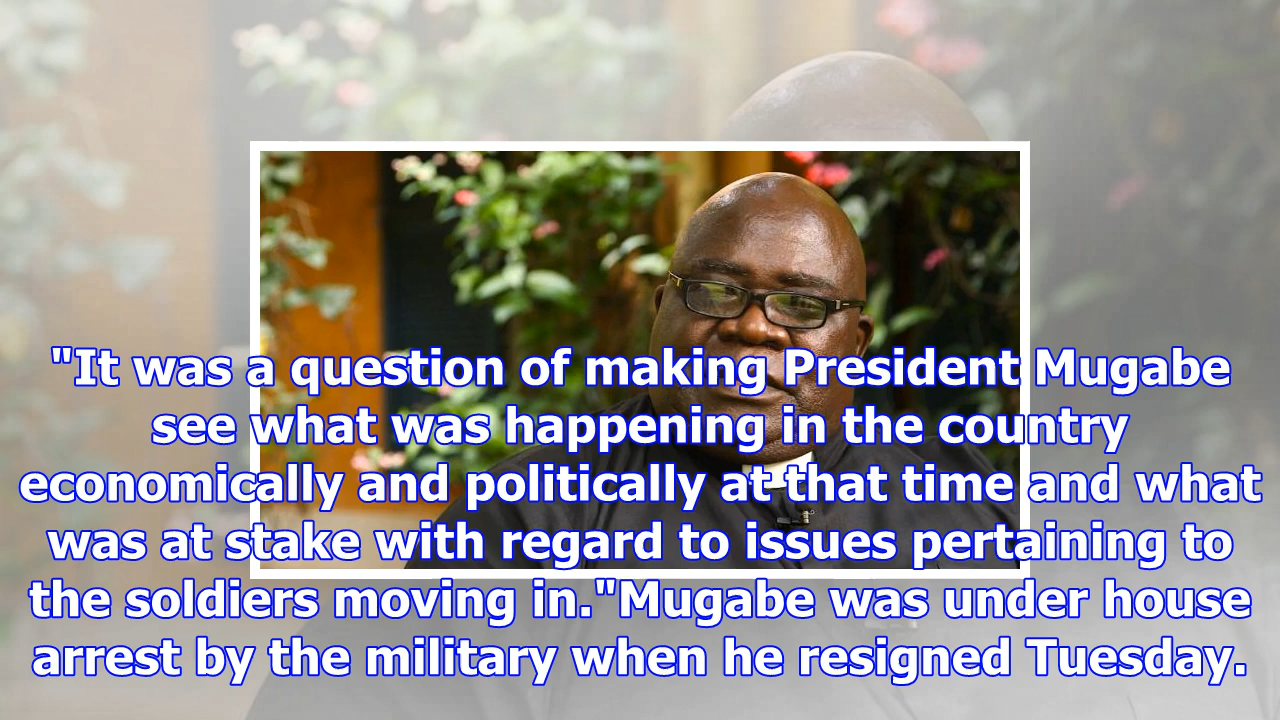 "It was a question of making President Mugabe
see what was happening in the country
economically and politically at that time and what
was at stake with regard to issues pertaining to
the soldiers moving in."Mugabe was under house
arrest by the military when he resigned Tuesday.